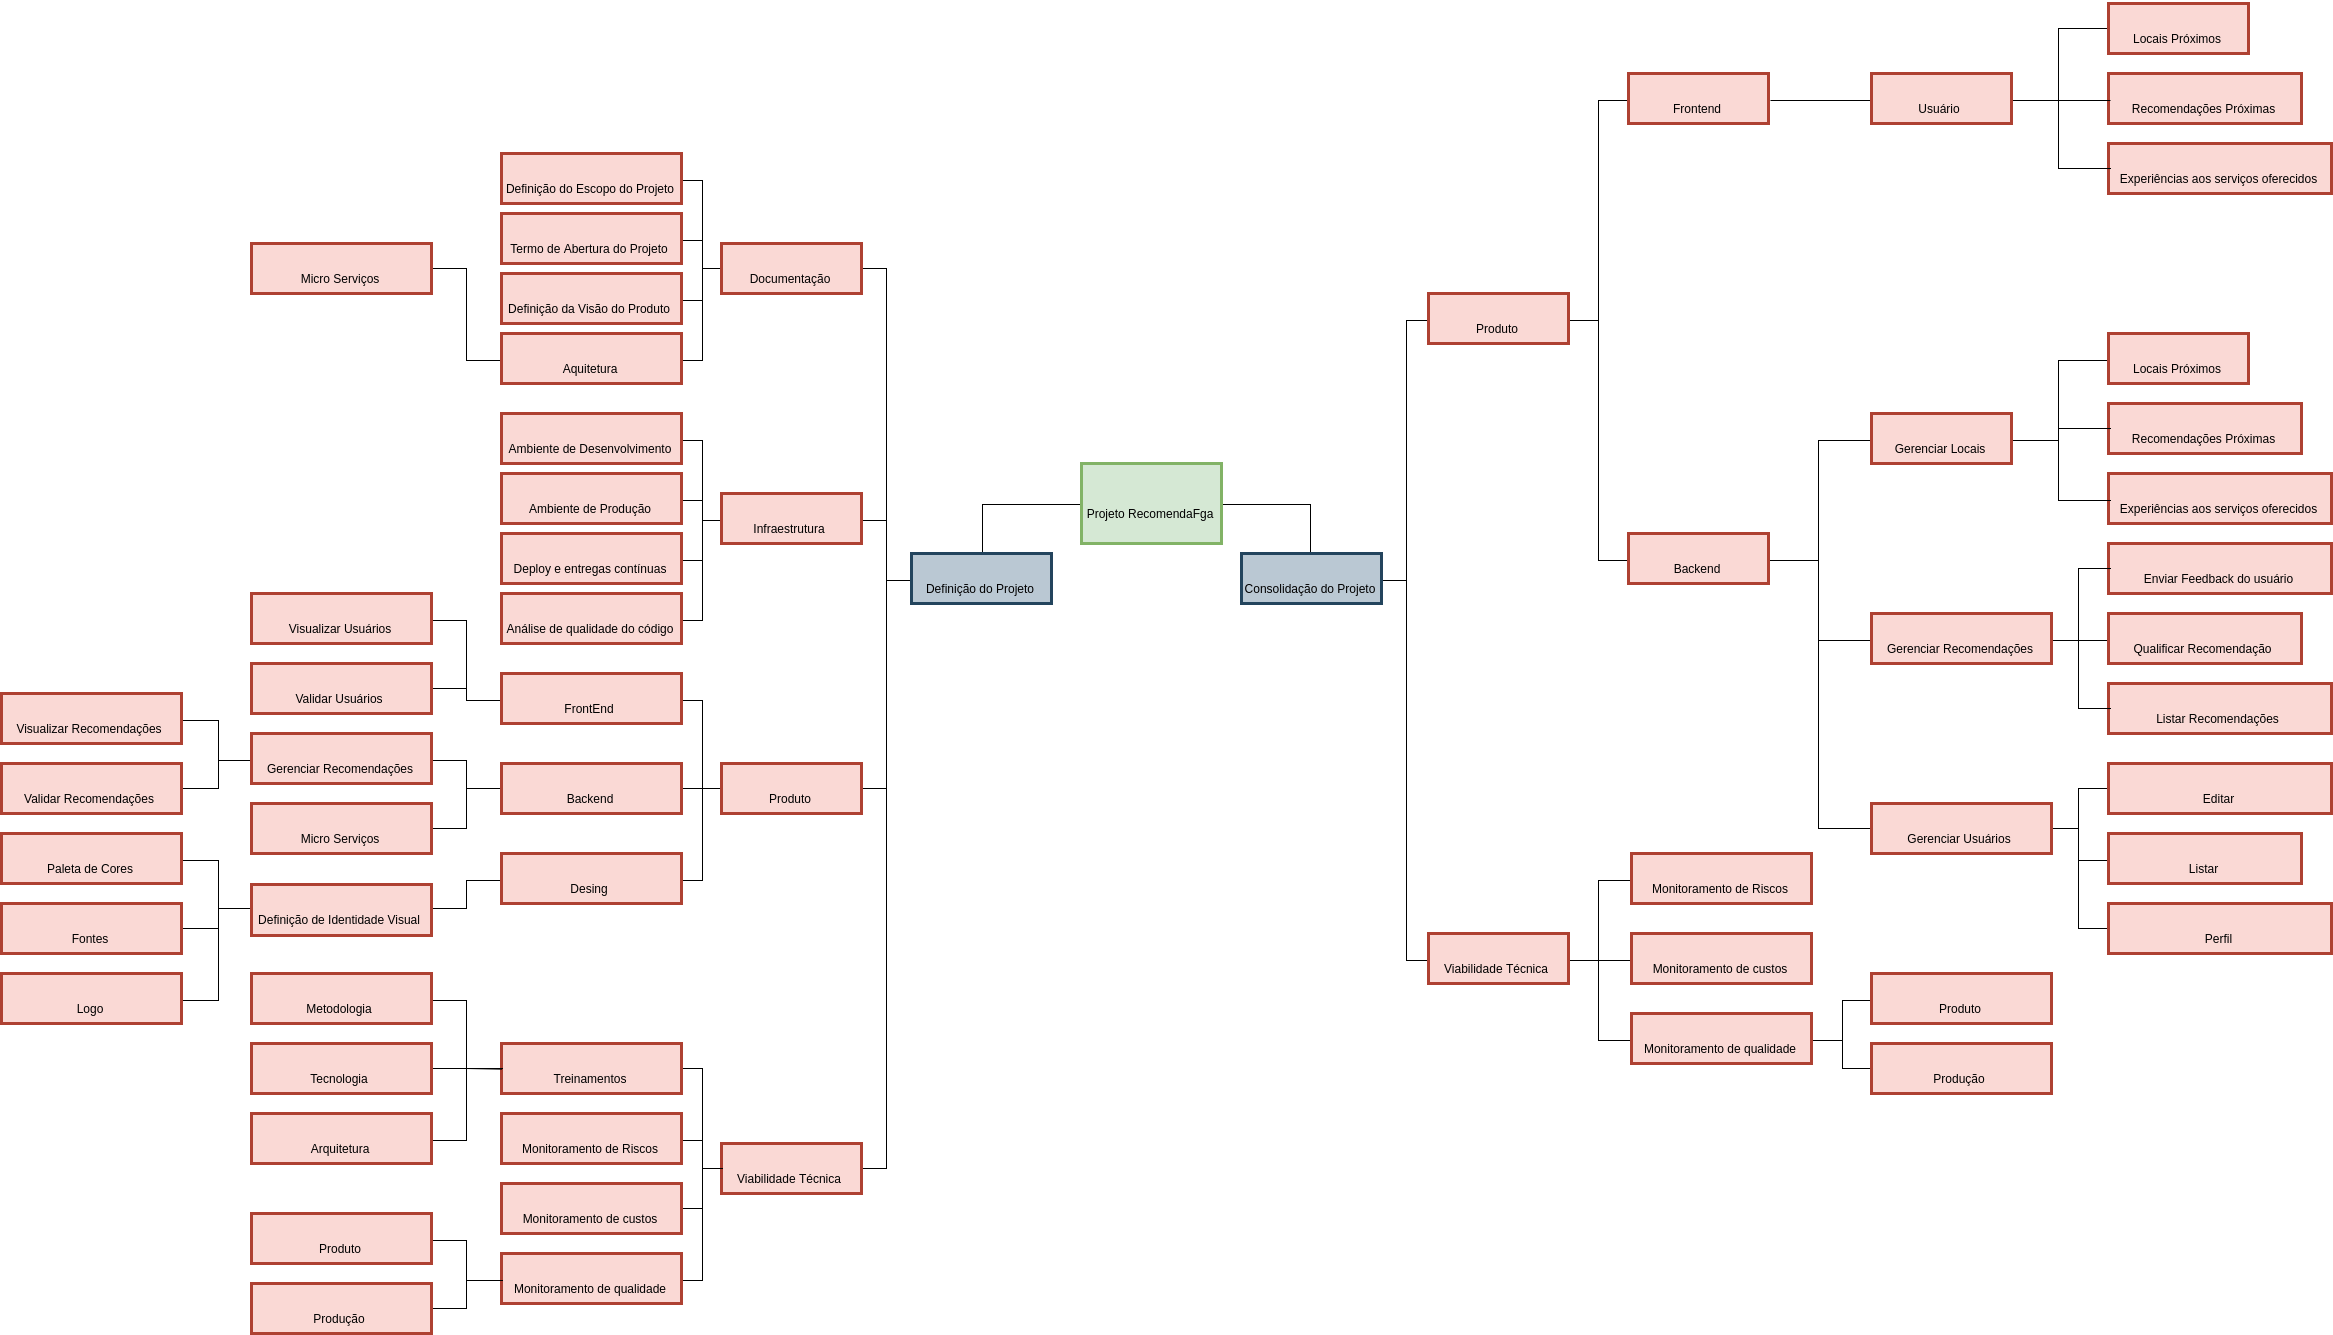 Projeto RecomendaFga
Definição do Projeto
Documentação
Definição do Escopo do Projeto
Termo de Abertura do Projeto
Definição da Visão do Produto
Aquitetura
Micro Serviços
Infraestrutura
Ambiente de Desenvolvimento
Ambiente de Produção
Deploy e entregas contínuas
Análise de qualidade do código
Produto
FrontEnd
Visualizar Usuários
Validar Usuários
Backend
Gerenciar Recomendações
Visualizar Recomendações
Validar Recomendações
Micro Serviços
Desing
Definição de Identidade Visual
Paleta de Cores
Fontes
Logo
Viabilidade Técnica
Treinamentos
Metodologia
Tecnologia
Arquitetura
Monitoramento de Riscos
Monitoramento de custos
Monitoramento de qualidade
Produto
Produção
Consolidação do Projeto
Produto
Frontend
Usuário
Locais Próximos
Recomendações Próximas
Experiências aos serviços oferecidos
Backend
Gerenciar Locais
Locais Próximos
Recomendações Próximas
Experiências aos serviços oferecidos
Gerenciar Recomendações
Enviar Feedback do usuário
Qualificar Recomendação
Listar Recomendações
Gerenciar Usuários
Editar
Listar
Perfil
Viabilidade Técnica
Monitoramento de Riscos
Monitoramento de custos
Monitoramento de qualidade
Produto
Produção